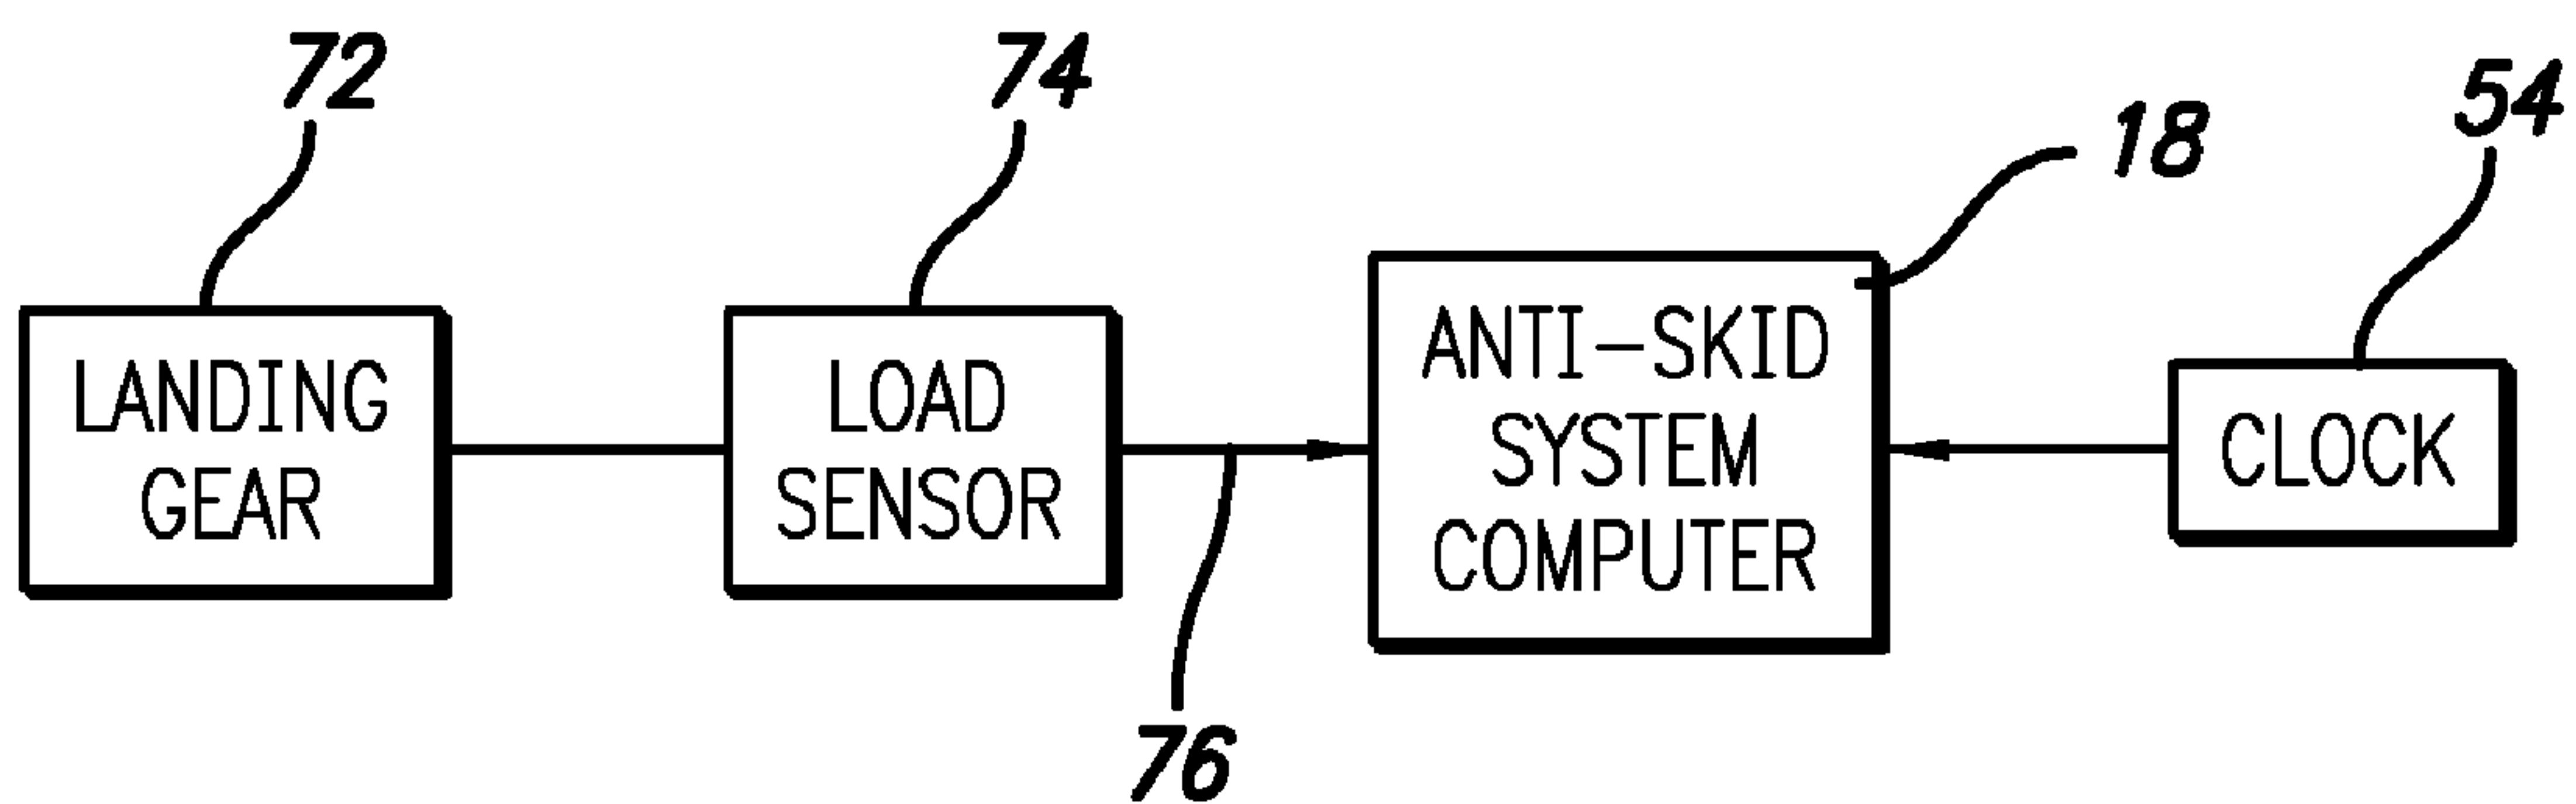 72
74
18
54
LANDING
GEAR
LOAD
SENSOR
ANTI-SKID
SYSTEM
COMPUTER
CLOCK
76